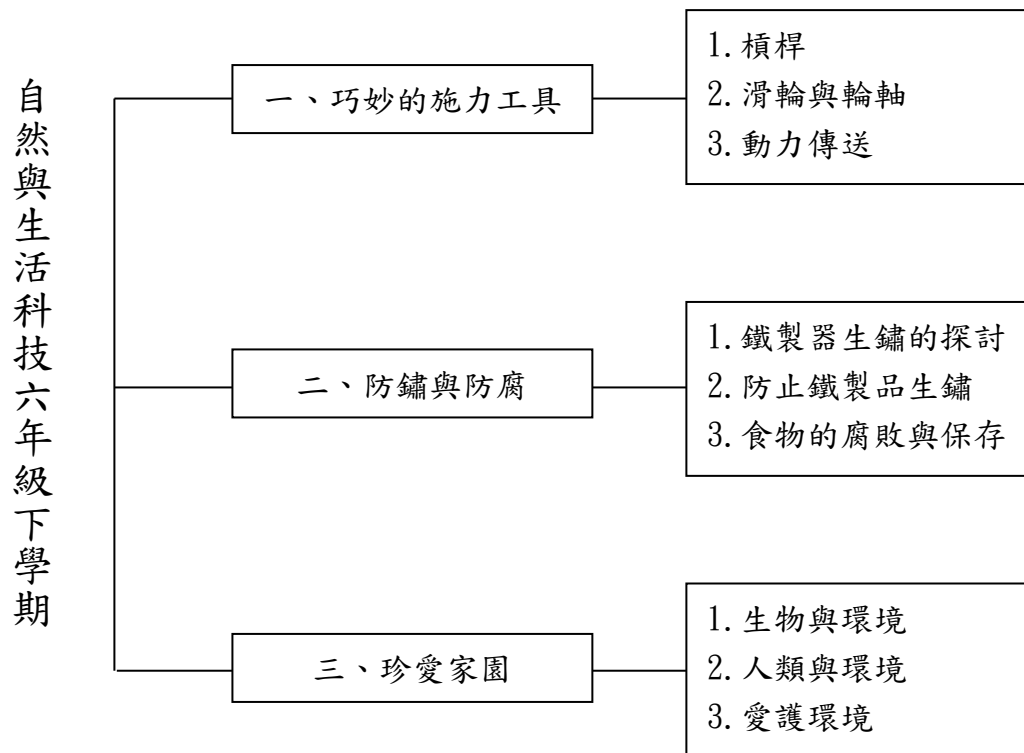 自然與生活科技六年級下學期
一、巧妙的施力工具
1.槓桿
2.滑輪與輪軸
3.動力傳送
二、防鏽與防腐
1.鐵製器生鏽的探討
2.防止鐵製品生鏽
3.食物的腐敗與保存
三、珍愛家園
1.生物與環境
2.人類與環境
3.愛護環境